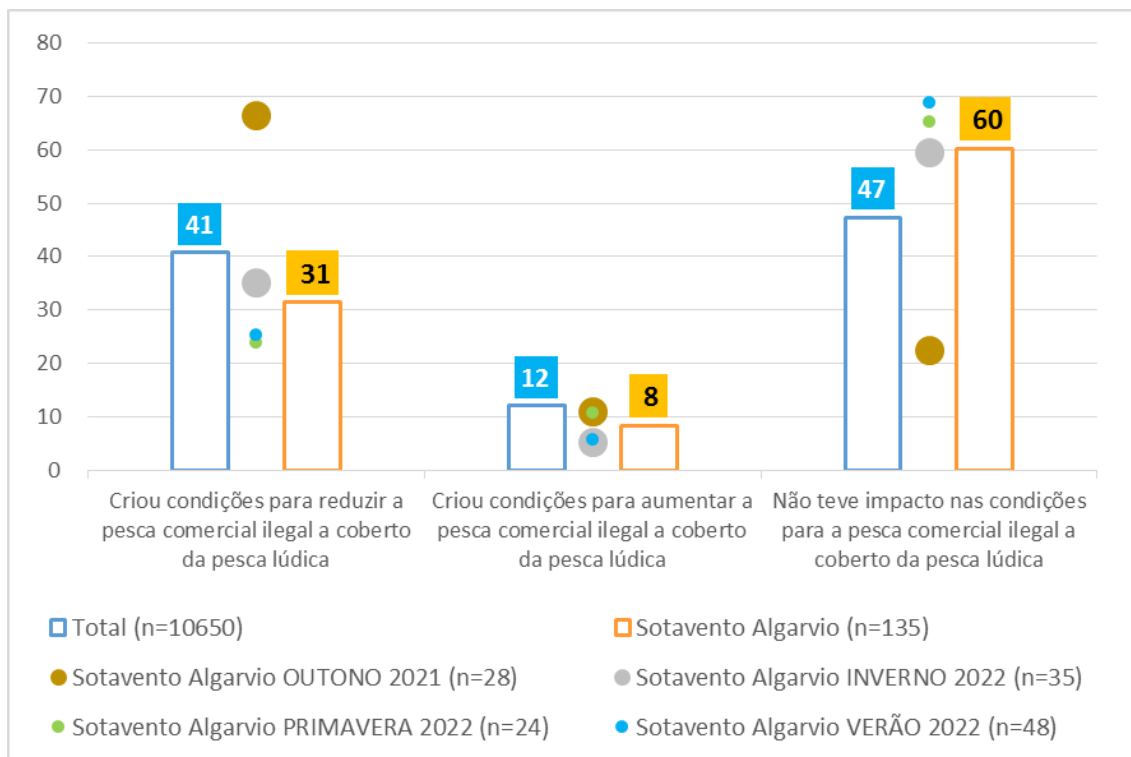 80
70
60
50
40
30
20
10
0
41
31
12
8
47
60
Criou condições para reduzir a
pesca comercial ilegal a coberto
da pesca lúdica
Criou condições para aumentar a
pesca comercial ilegal a coberto
da pesca lúdica
Não teve impacto nas condições
para a pesca comercial ilegal a
coberto da pesca lúdica
Total (n=10650)
Sotavento Algarvio (n=135)
Sotavento Algarvio OUTONO 2021 (n=28)
Sotavento Algarvio INVERNO 2022 (n=35)
Sotavento Algarvio PRIMAVERA 2022 (n=24)
Sotavento Algarvio VERÃO 2022 (n=48)